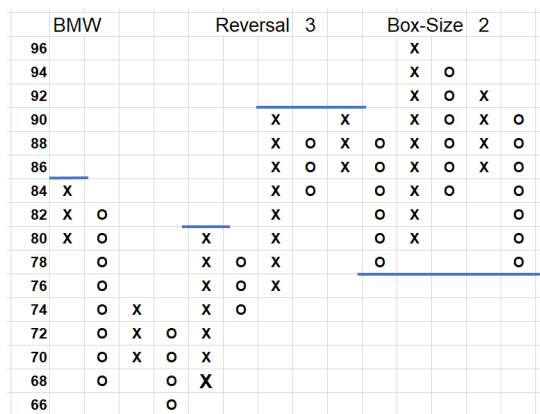 BMW Reversal 3 Box-Size 2
96 X
94 X O
92 X O X
90 X X X O X O
88 X O X O X O X O
86 X O X O X O X O
84 X X O O X O O
82 X O X O X O
80 X O X X O X O
78 O X O X O O
76 O X O X
74 O X X O
72 O X O X
70 O X O X
68 O O X
66 O